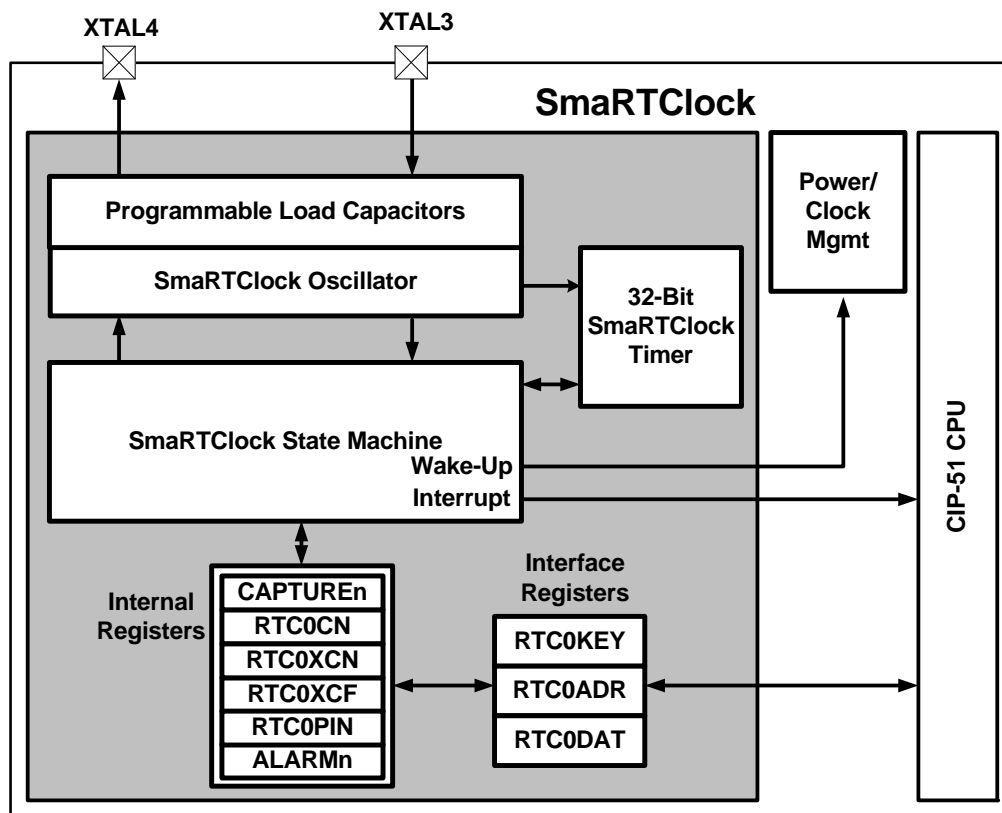 XTAL4
XTAL3
SmaRTClock
Programmable Load Capacitors
SmaRTClock Oscillator
32-Bit
SmaRTClock
Timer
Power/
Clock
Mgmt
SmaRTClock State Machine
Wake-Up
Interrupt
CIP-51 CPU
Internal
Registers
CAPTUREn
RTC0CN
RTC0XCN
RTC0XCF
RTC0PIN
ALARMn
Interface
Registers
RTC0KEY
RTC0ADR
RTC0DAT